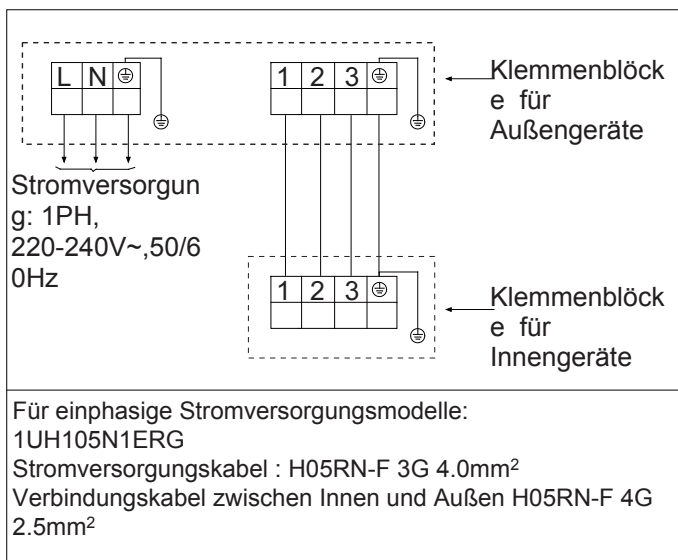 L N
1 2 3
Klemmenblöck
e für
Außengeräte
Stromversorgun
g: 1PH,
220-240V~,50/6
0Hz
1 2 3
Klemmenblöck
e für
Innengeräte
Für einphasige Stromversorgungsmodelle:
1UH105N1ERG
Stromversorgungskabel : H05RN-F 3G 4.0mm²
Verbindungskabel zwischen Innen und Außen H05RN-F 4G
2.5mm²